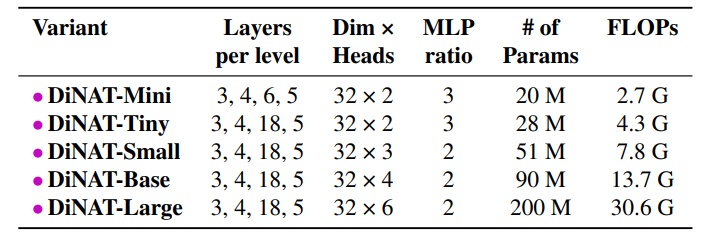 Variant Layers Dim × MLP # of FLOPs
per level Heads ratio Params
• DiNAT-Mini 3, 4, 6, 5 32 × 2 3 20 M 2.7 G
• DiNAT-Tiny 3, 4, 18, 5 32 × 2 3 28 M 4.3 G
• DiNAT-Small 3, 4, 18, 5 32 × 3 2 51 M 7.8 G
• DiNAT-Base 3, 4, 18, 5 32 × 4 2 90 M 13.7 G
• DiNAT-Large 3, 4, 18, 5 32 × 6 2 200 M 30.6 G